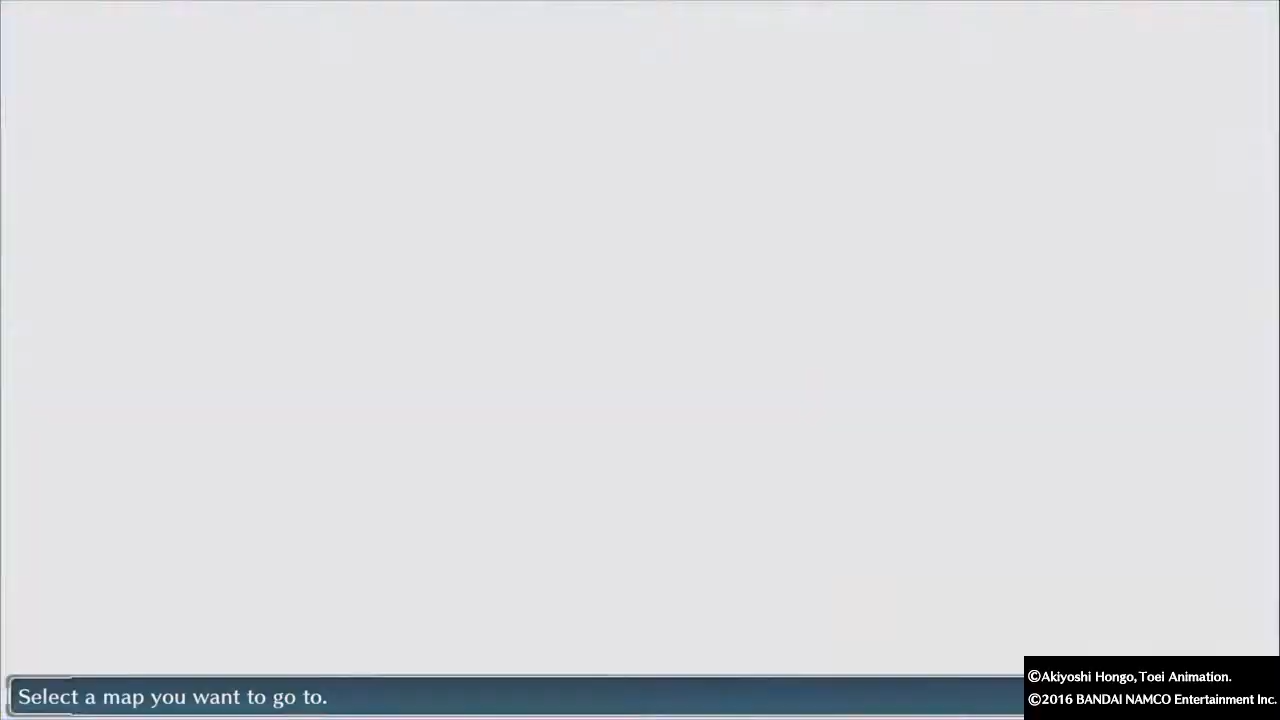 Select a map you want to go to.
©Akiyoshi Hongo, Toei Animation.
©2016 BANDAI NAMCO Entertainment Inc.